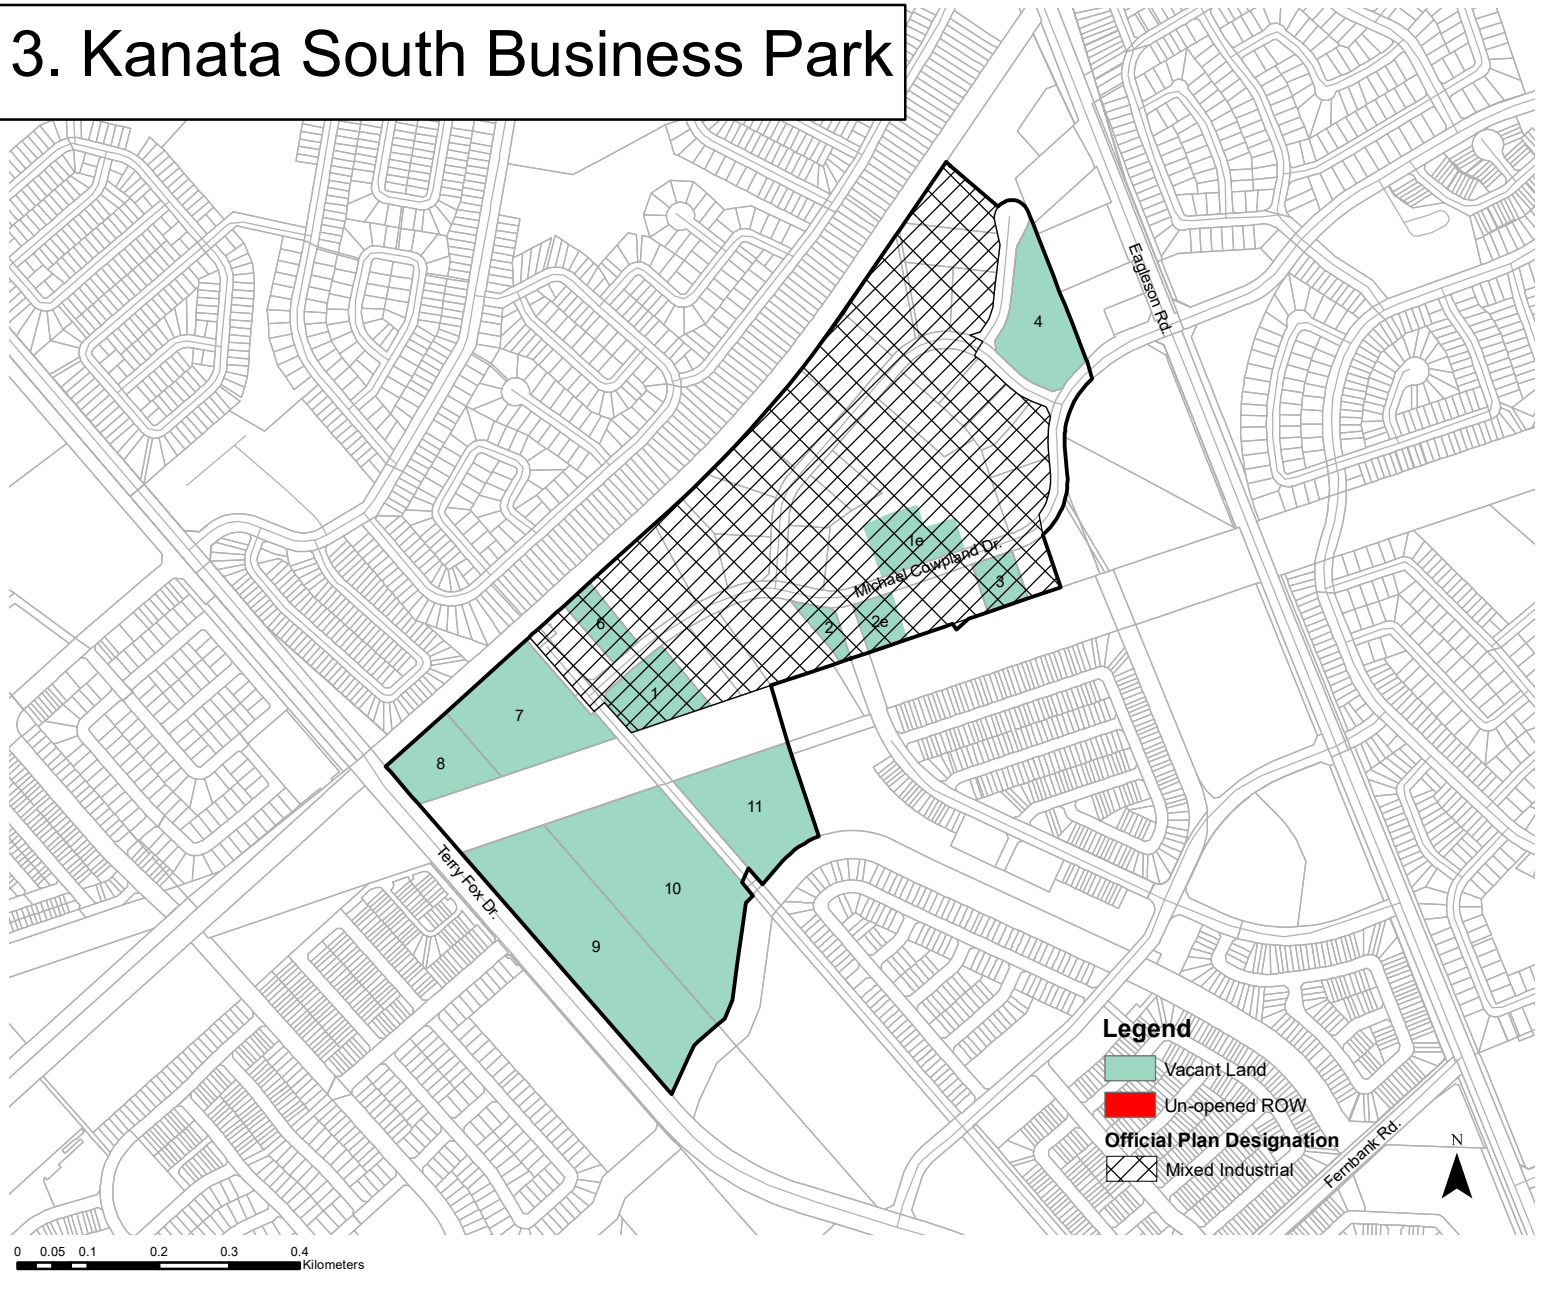 3. Kanata South Business Park
Eagleson Rd.
4
1e
Michael Cowpland Dr.
3
6
2
2e
1
7
8
11
10
Terry Fox Dr.
9
Legend
Vacant Land
Un-opened ROW
Official Plan Designation
Mixed Industrial
N
Fernbank Rd.
0 0.05 0.1 0.2 0.3 0.4
Kilometers